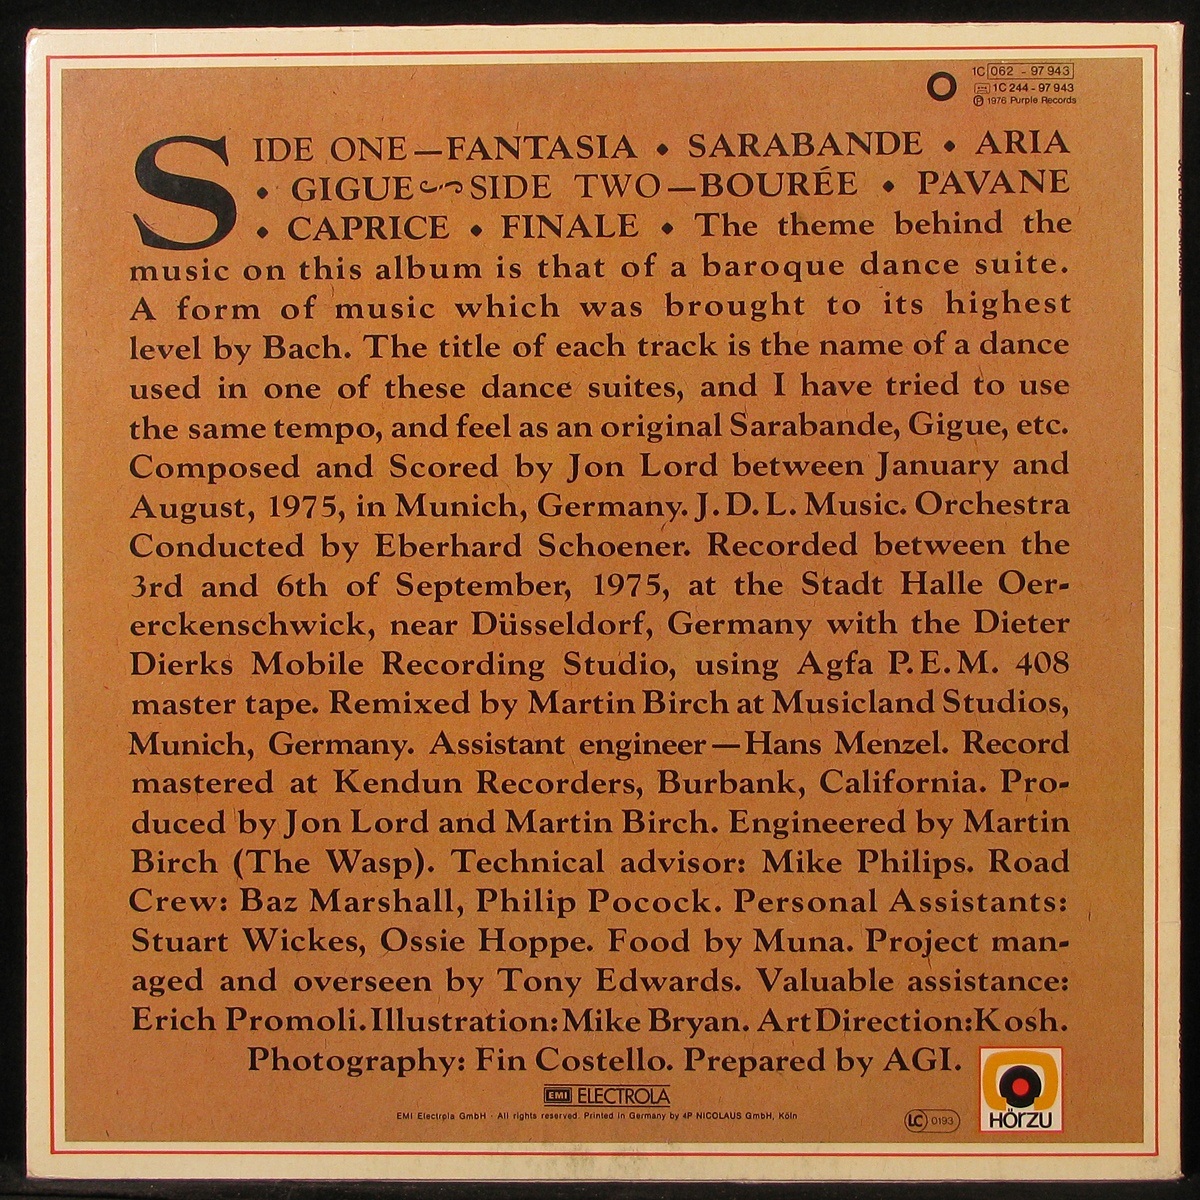 1C 062 - 97 943
1C 244 - 97 943
Ⓟ 1976 Purple Records
SIDE ONE—FANTASIA • SARABANDE • ARIA
• GIGUE SIDE TWO—BOURÉE • PAVANE
• CAPRICE • FINALE • The theme behind the
music on this album is that of a baroque dance suite.
A form of music which was brought to its highest
level by Bach. The title of each track is the name of a dance
used in one of these dance suites, and I have tried to use
the same tempo, and feel as an original Sarabande, Gigue, etc.
Composed and Scored by Jon Lord between January and
August, 1975, in Munich, Germany. J.D.L. Music. Orchestra
Conducted by Eberhard Schoener. Recorded between the
3rd and 6th of September, 1975, at the Stadt Halle Oer-
erckenschwick, near Düsseldorf, Germany with the Dieter
Dierks Mobile Recording Studio, using Agfa P.E.M. 408
master tape. Remixed by Martin Birch at Musicland Studios,
Munich, Germany. Assistant engineer—Hans Menzel. Record
mastered at Kendun Recorders, Burbank, California. Pro-
duced by Jon Lord and Martin Birch. Engineered by Martin
Birch (The Wasp). Technical advisor: Mike Philips. Road
Crew: Baz Marshall, Philip Pocock. Personal Assistants:
Stuart Wickes, Ossie Hoppe. Food by Muna. Project man-
aged and overseen by Tony Edwards. Valuable assistance:
Erich Promoli. Illustration: Mike Bryan. Art Direction: Kosh.
Photography: Fin Costello. Prepared by AGI.
EMI ELECTROLA
EMI Electrola GmbH · All rights reserved. Printed in Germany by 4P NICOLAUS GmbH, Köln
LC 0193
HÖRZU